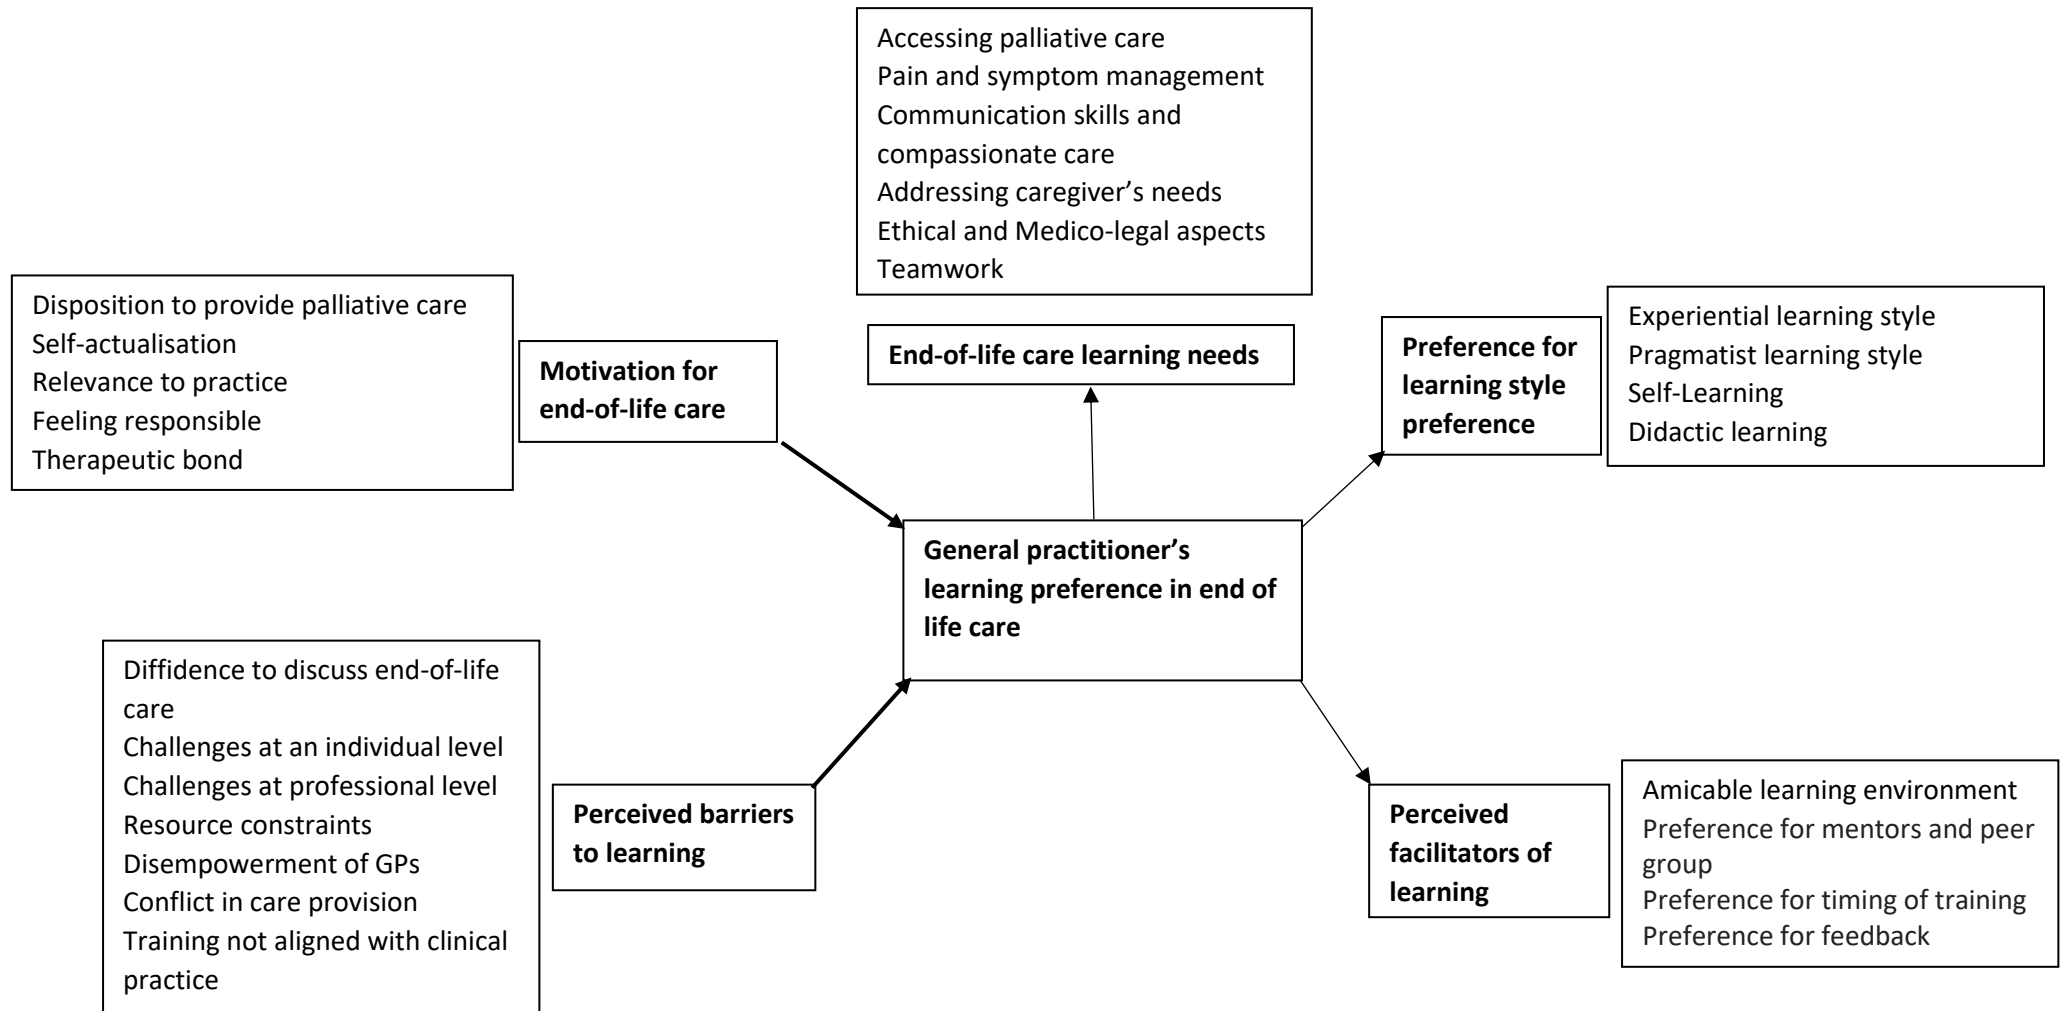 Accessing palliative care
Pain and symptom management
Communication skills and
compassionate care
Addressing caregiver’s needs
Ethical and Medico-legal aspects
Teamwork
End-of-life care learning needs
Disposition to provide palliative care
Self-actualisation
Relevance to practice
Feeling responsible
Therapeutic bond
Motivation for
end-of-life care
Preference for
learning style
preference
Experiential learning style
Pragmatist learning style
Self-Learning
Didactic learning
General practitioner’s
learning preference in end of
life care
Diffidence to discuss end-of-life
care
Challenges at an individual level
Challenges at professional level
Resource constraints
Disempowerment of GPs
Conflict in care provision
Training not aligned with clinical
practice
Perceived barriers
to learning
Perceived
facilitators of
learning
Amicable learning environment
Preference for mentors and peer
group
Preference for timing of training
Preference for feedback